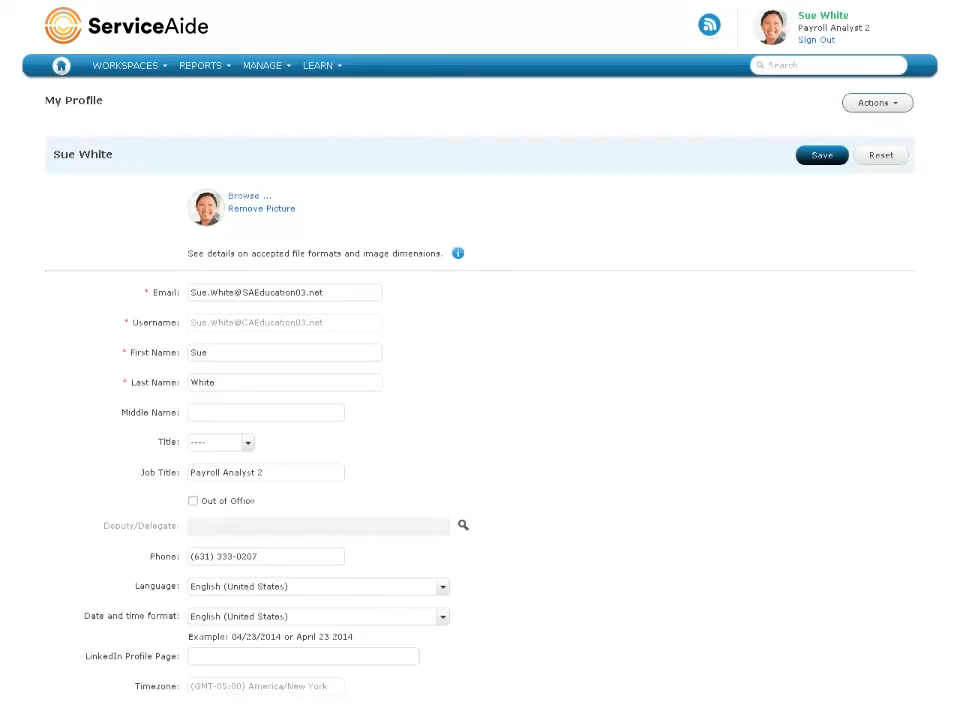 ServiceAide
Sue White
Payroll Analyst 2
Sign Out
WORKSPACES REPORTS MANAGE LEARN Search
My Profile
Actions
Sue White
Save Reset
Browse ...
Remove Picture
See details on accepted file formats and image dimensions.
* Email: Sue.White@SAEducation03.net
* Username: Sue.White@CAEducation03.net
* First Name: Sue
* Last Name: White
Middle Name:
Title: ----
Job Title: Payroll Analyst 2
Out of Office
Deputy/Delegate:
Phone: (631) 333-0207
Language: English (United States)
Date and time format: English (United States)
Example: 04/23/2014 or April 23 2014
LinkedIn Profile Page:
Timezone: (GMT-05:00) America/New York